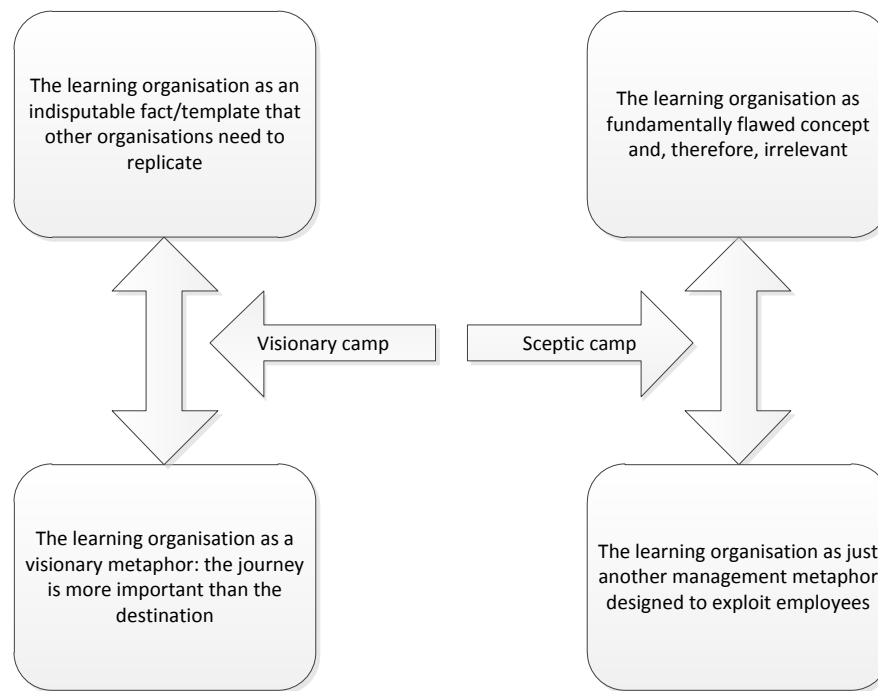 The learning organisation as an
indisputable fact/template that
other organisations need to
replicate
The learning organisation as
fundamentally flawed concept
and, therefore, irrelevant
Visionary camp
Sceptic camp
The learning organisation as a
visionary metaphor: the journey
is more important than the
destination
The learning organisation as just
another management metaphor
designed to exploit employees